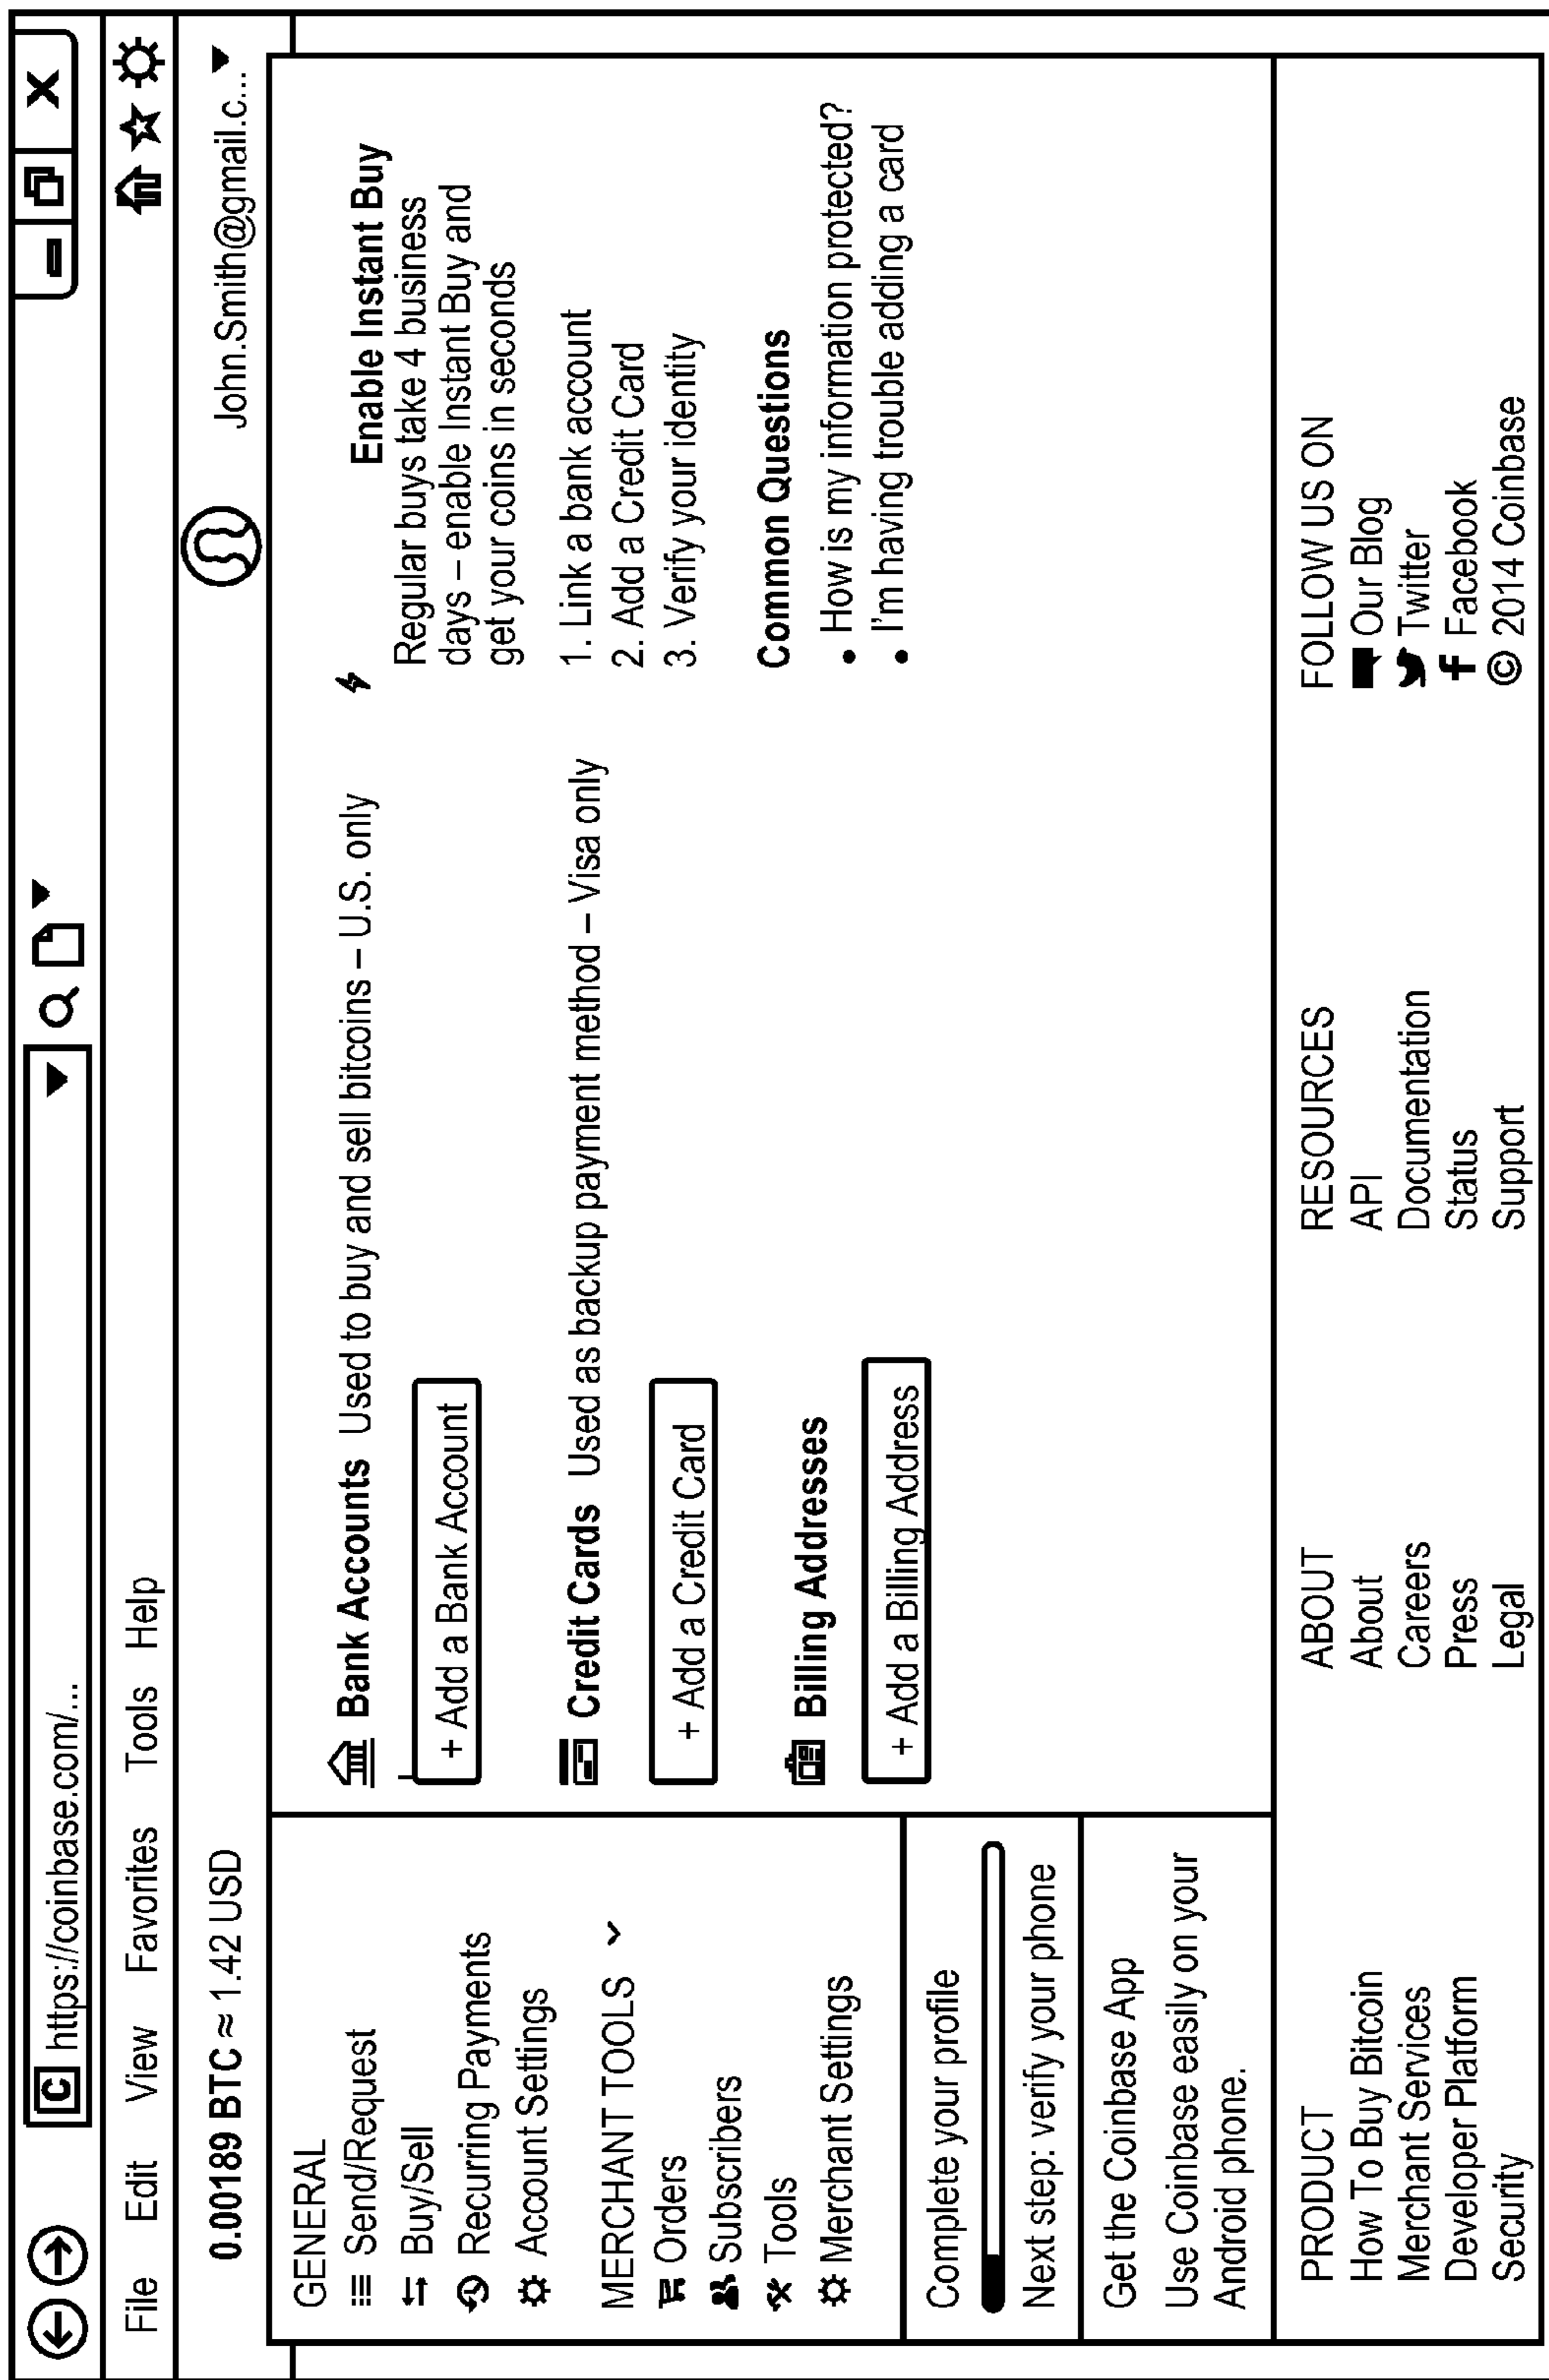 C https://coinbase.com/...
X
File Edit View Favorites Tools Help
0.00189 BTC ≈ 1.42 USD
John.Smith@gmail.c...
GENERAL
Send/Request
Buy/Sell
Recurring Payments
Account Settings
MERCHANT TOOLS
Orders
Subscribers
Tools
Merchant Settings
Complete your profile
Next step: verify your phone
Get the Coinbase App
Use Coinbase easily on your
Android phone.
Bank Accounts Used to buy and sell bitcoins – U.S. only
+ Add a Bank Account
Credit Cards Used as backup payment method – Visa only
+ Add a Credit Card
Billing Addresses
+ Add a Billing Address
Enable Instant Buy
Regular buys take 4 business
days – enable Instant Buy and
get your coins in seconds
1. Link a bank account
2. Add a Credit Card
3. Verify your identity
Common Questions
• How is my information protected?
• I'm having trouble adding a card
PRODUCT
How To Buy Bitcoin
Merchant Services
Developer Platform
Security
ABOUT
About
Careers
Press
Legal
RESOURCES
API
Documentation
Status
Support
FOLLOW US ON
Our Blog
Twitter
f Facebook
© 2014 Coinbase